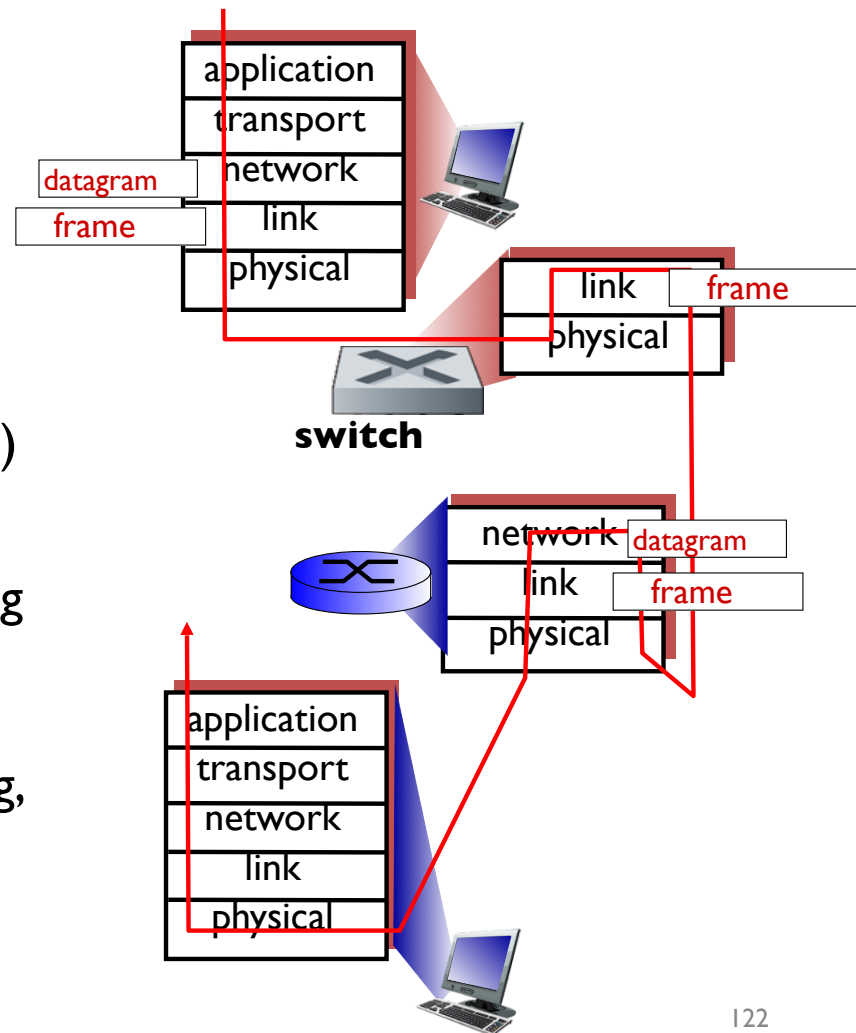 application
transport
network
datagram
link
frame
physical
link
frame
physical
switch
)
network
datagram
link
frame
g
physical
application
transport
g,
network
link
physical
122